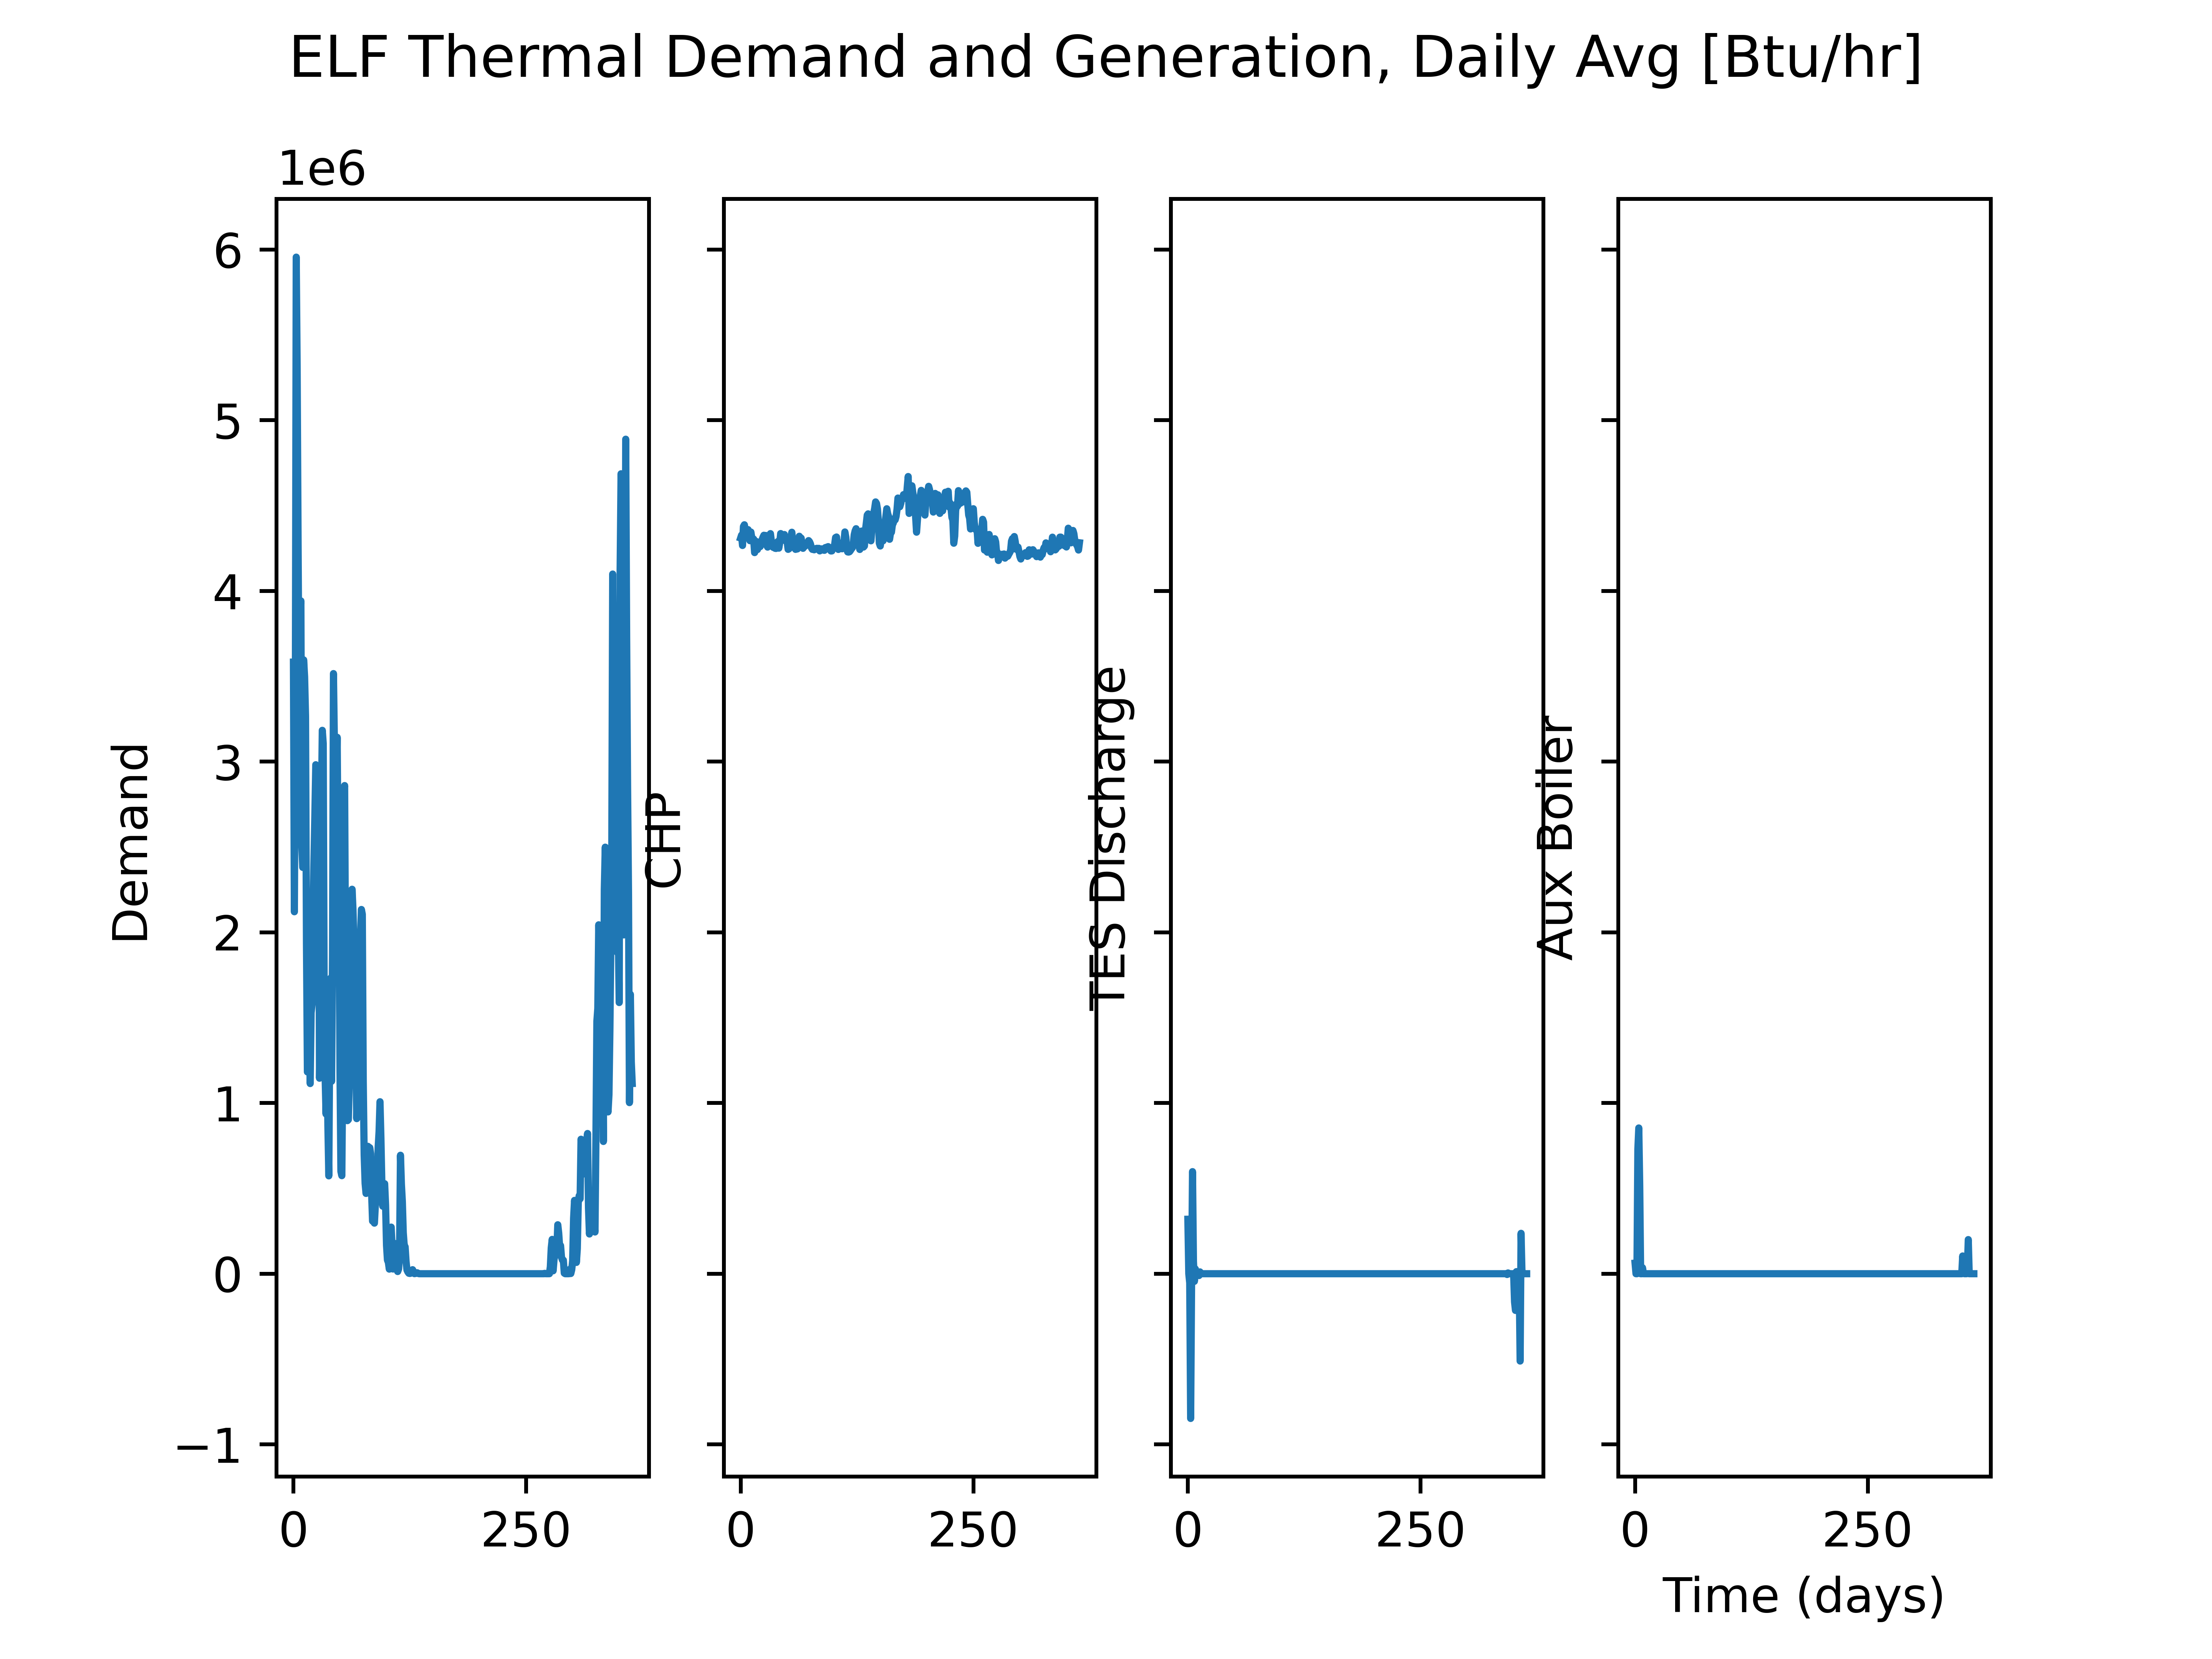 ELF Thermal Demand and Generation, Daily Avg [Btu/hr]
1e6
6
5
4
3
2
1
0
−1
Demand
CHP
TES Discharge
Aux Boiler
0 250
0 250
0 250
0 250
Time (days)